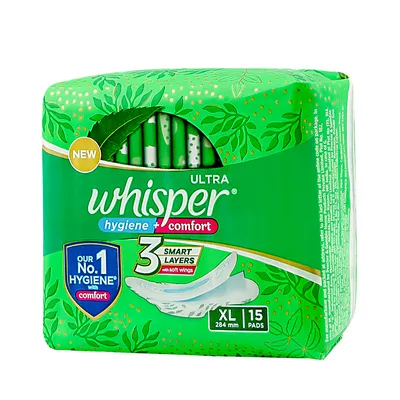 NEW
ULTRA
whisper®
hygiene + comfort
3 SMART LAYERS
with soft wings
OUR
No.1
HYGIENE®
with
comfort
XL 15
284 mm PADS